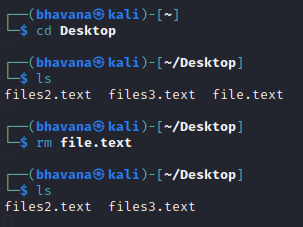 ┌──(bhavana㉿kali)-[~]
└─$ cd Desktop
┌──(bhavana㉿kali)-[~/Desktop]
└─$ ls
files2.text  files3.text  file.text
┌──(bhavana㉿kali)-[~/Desktop]
└─$ rm file.text
┌──(bhavana㉿kali)-[~/Desktop]
└─$ ls
files2.text  files3.text